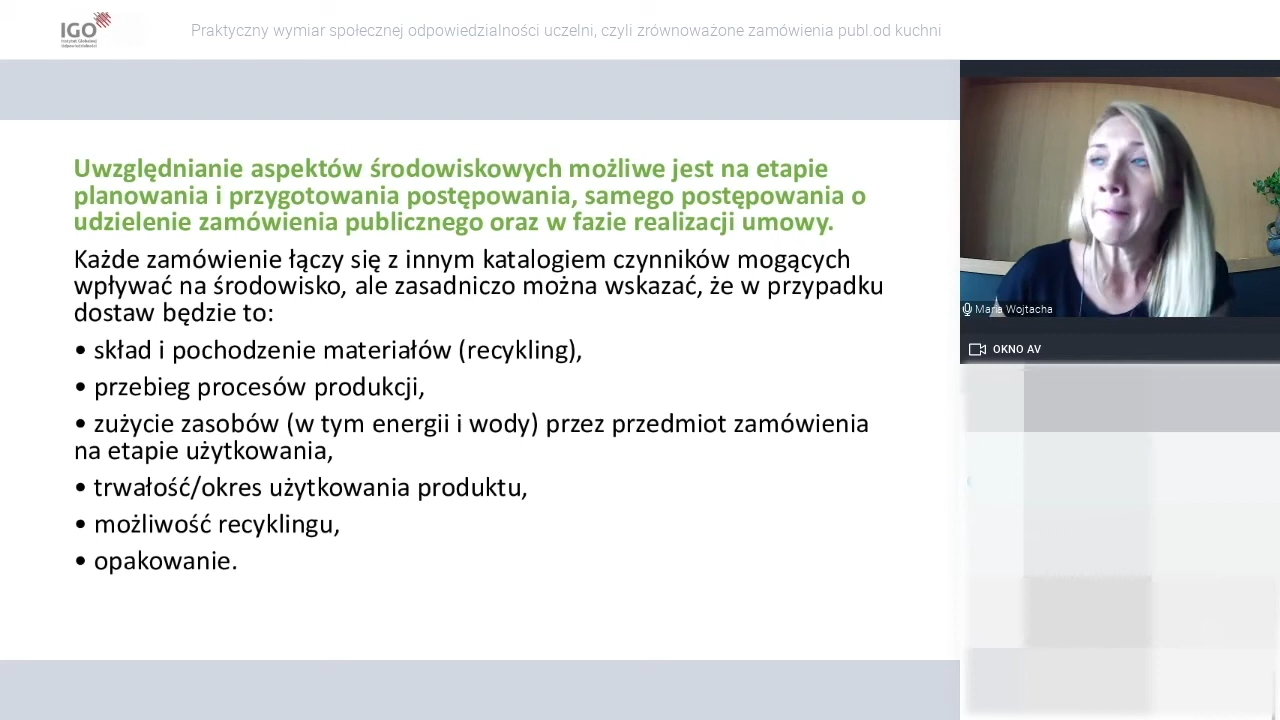 IGO
Instytut Globalnej
Odpowiedzialności
Praktyczny wymiar społecznej odpowiedzialności uczelni, czyli zrównoważone zamówienia publ.od kuchni
Uwzględnianie aspektów środowiskowych możliwe jest na etapie
planowania i przygotowania postępowania, samego postępowania o
udzielenie zamówienia publicznego oraz w fazie realizacji umowy.
Każde zamówienie łączy się z innym katalogiem czynników mogących
wpływać na środowisko, ale zasadniczo można wskazać, że w przypadku
dostaw będzie to:
• skład i pochodzenie materiałów (recykling),
• przebieg procesów produkcji,
• zużycie zasobów (w tym energii i wody) przez przedmiot zamówienia
na etapie użytkowania,
• trwałość/okres użytkowania produktu,
• możliwość recyklingu,
• opakowanie.
Maria Wojtacha
OKNO AV